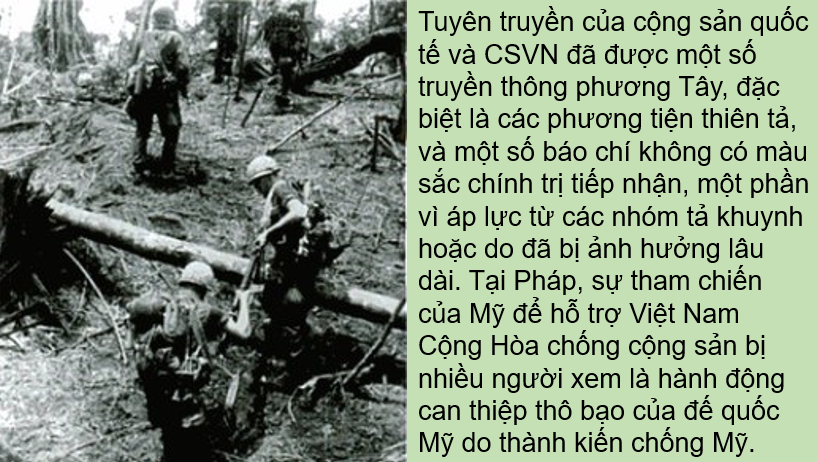 Tuyên truyền của cộng sản quốc
tế và CSVN đã được một số
truyền thông phương Tây, đặc
biệt là các phương tiện thiên tả,
và một số báo chí không có màu
sắc chính trị tiếp nhận, một phần
vì áp lực từ các nhóm tả khuynh
hoặc do đã bị ảnh hưởng lâu
dài. Tại Pháp, sự tham chiến
của Mỹ để hỗ trợ Việt Nam
Cộng Hòa chống cộng sản bị
nhiều người xem là hành động
can thiệp thô bạo của đế quốc
Mỹ do thành kiến chống Mỹ.